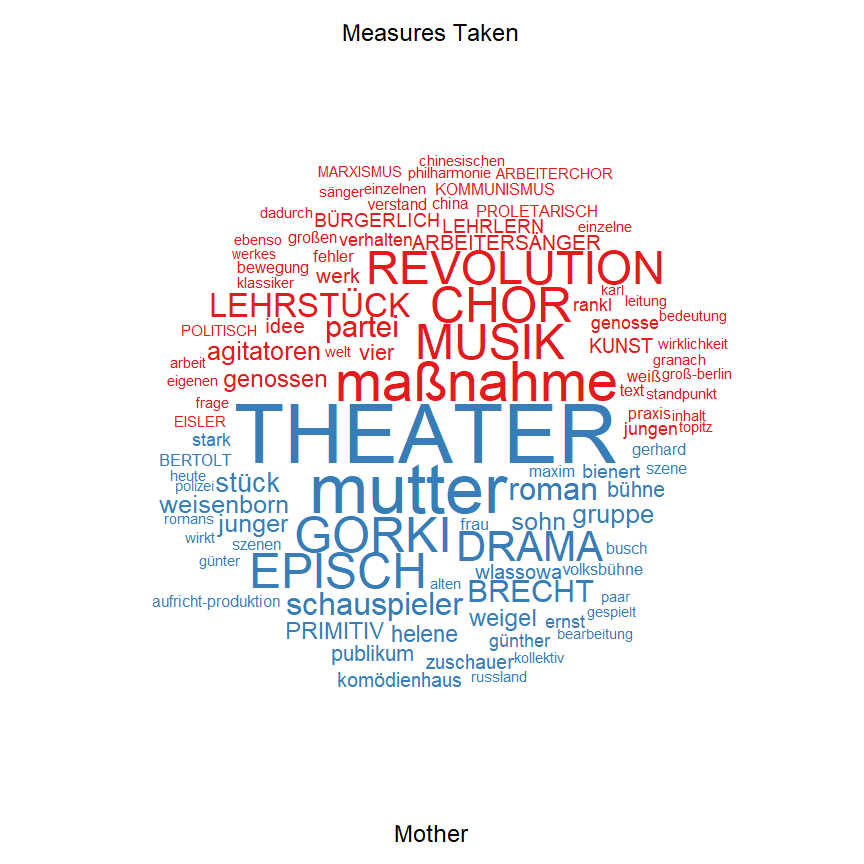 Measures Taken
chinesischen
MARXISMUS philharmonie ARBEITERCHOR
sänger einzelnen KOMMUNISMUS
verstand china PROLETARISCH
dadurch BÜRGERLICH LEHRLERN einzelne
ebenso großen verhalten ARBEITERSÄNGER
werkes fehler REVOLUTION
bewegung werk
klassiker karl
LEHRSTÜCK CHOR rankl leitung
POLITISCH idee partei genosse bedeutung
agitatoren welt vier MUSIK KUNST wirklichkeit
arbeit granach
eigenen genossen maßnahme weiß groß-berlin
text standpunkt
frage praxis inhalt
EISLER jungen topitz
stark THEATER gerhard
BERTOLT maxim bienert szene
heute stück mutter roman bühne
polizei
weisenborn
romans junger GORKI frau sohn gruppe
wirkt szenen DRAMA busch
günter EPISCH alten wlassowa volksbühne
aufricht-produktion schauspieler BRECHT paar
weigel ernst gespielt
PRIMITIV helene günther bearbeitung
publikum zuschauer kollektiv
komödienhaus russland
Mother